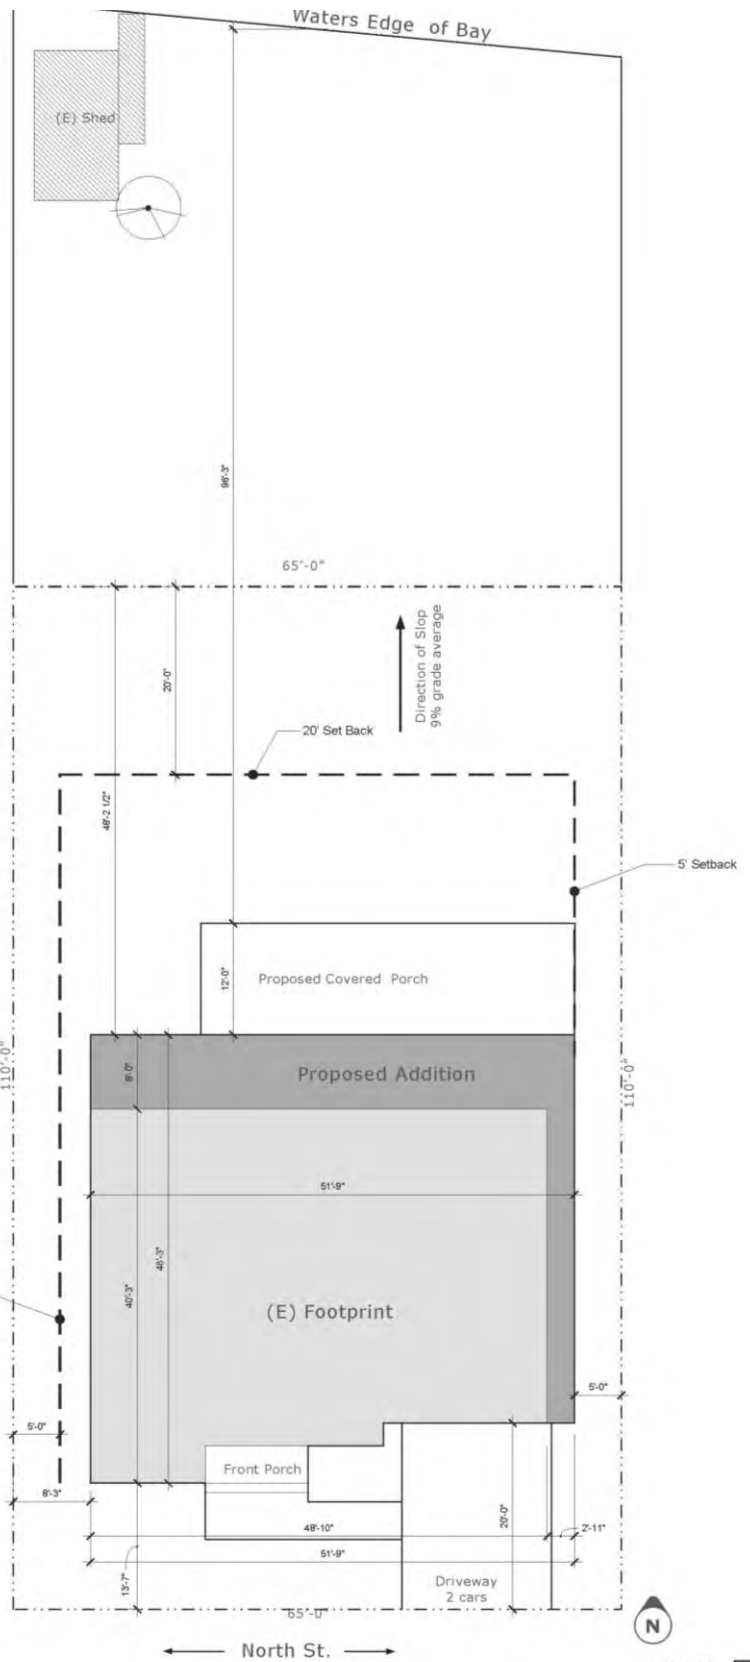 Waters Edge of Bay
(E) Shed
96'-3"
65'-0"
Direction of Slop
9% grade average
20'-0"
20' Set Back
48'-2 1/2"
5' Setback
12'-0"
Proposed Covered Porch
110'-0"
8'-0"
Proposed Addition
110'-0"
51'-9"
48'-3"
40'-3"
(E) Footprint
5'-0"
5'-0"
Front Porch
8'-3"
20'-0"
48'-10"
2'-11"
51'-9"
13'-7"
Driveway
2 cars
65'-0"
N
North St.